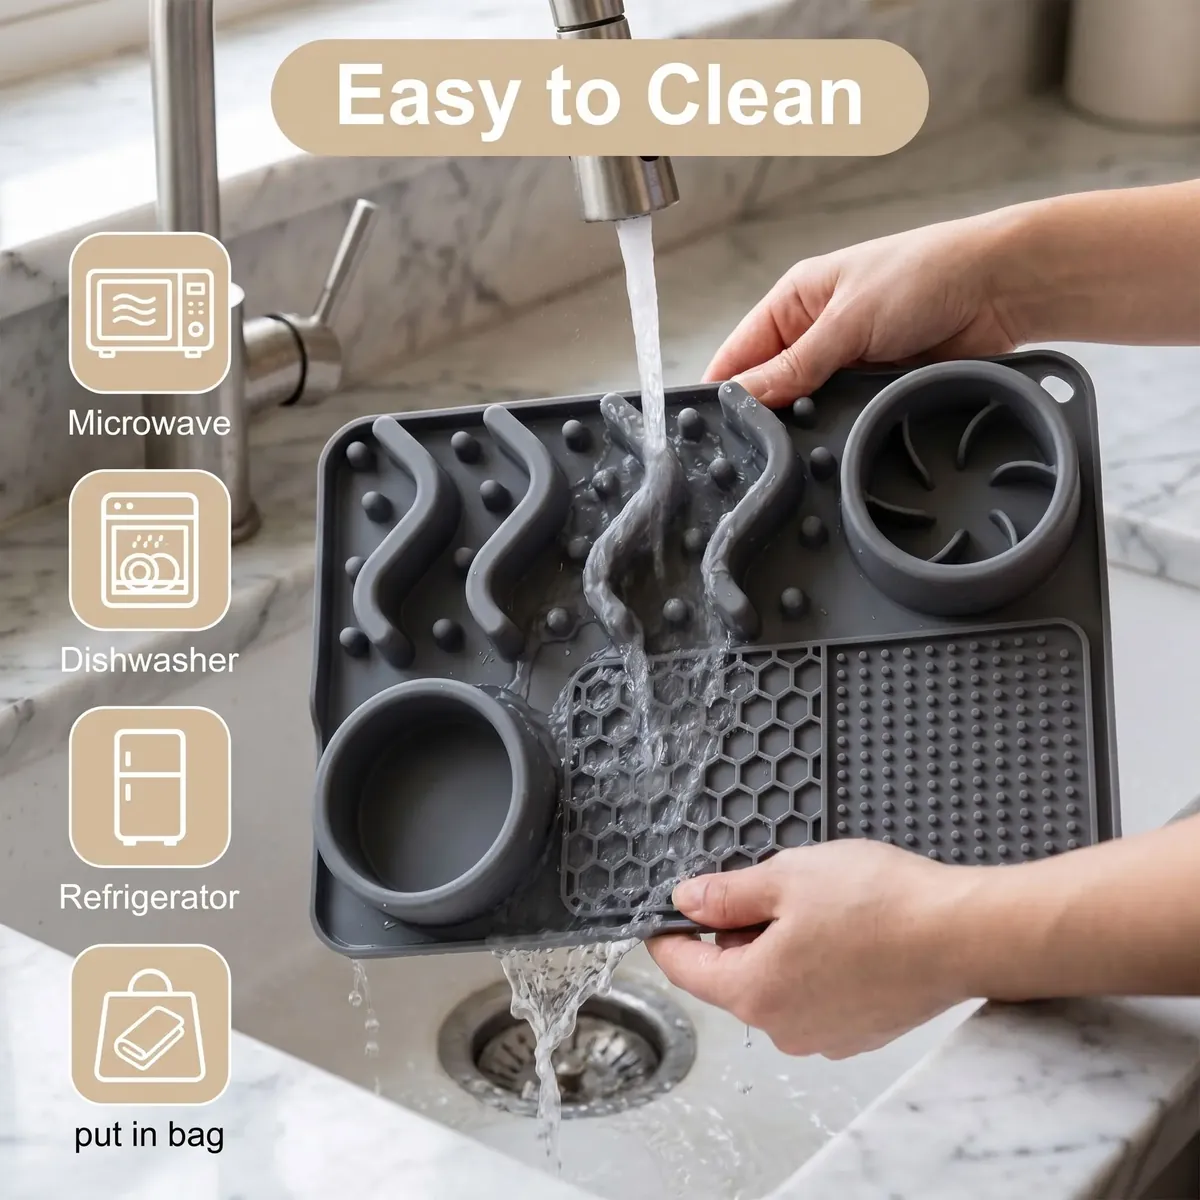 Easy to Clean
Microwave
Dishwasher
Refrigerator
put in bag